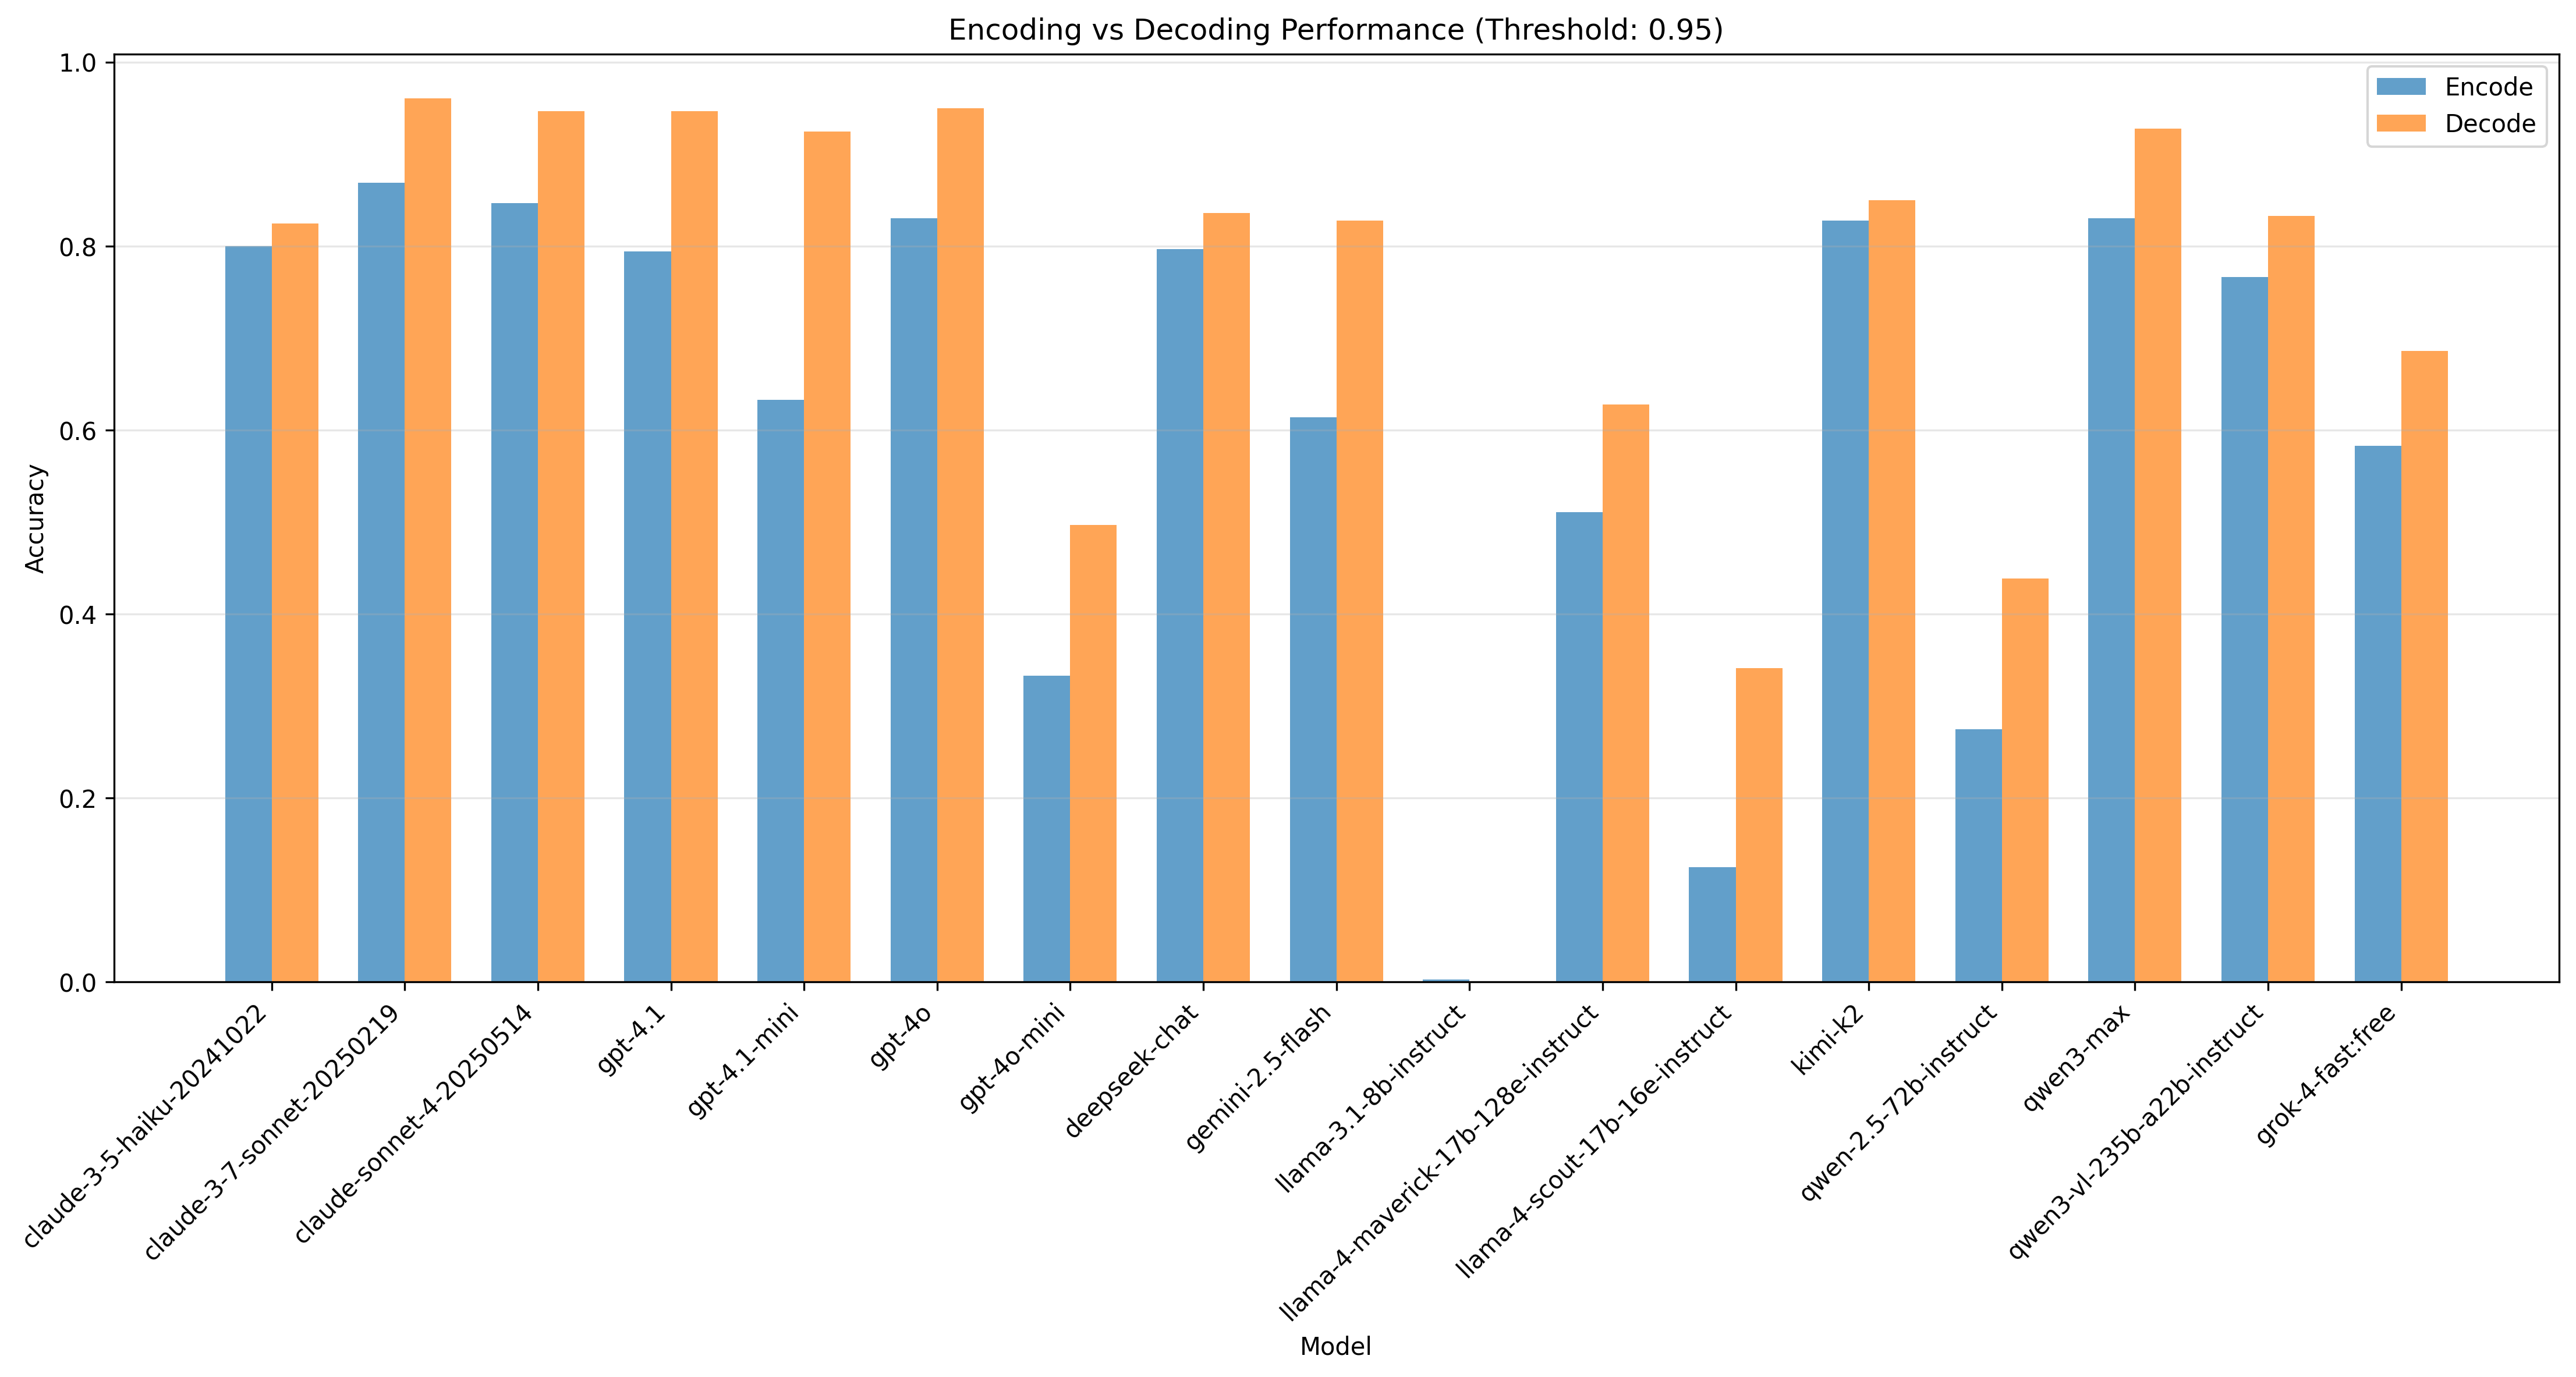 Encoding vs Decoding Performance (Threshold: 0.95)
Encode
Decode
1.0
0.8
0.6
0.4
0.2
0.0
Accuracy
claude-3-5-haiku-20241022
claude-3-7-sonnet-20250219
claude-sonnet-4-20250514
gpt-4.1
gpt-4.1-mini
gpt-4o
gpt-4o-mini
deepseek-chat
gemini-2.5-flash
llama-3.1-8b-instruct
llama-4-maverick-17b-128e-instruct
llama-4-scout-17b-16e-instruct
kimi-k2
qwen-2.5-72b-instruct
qwen3-max
qwen3-vl-235b-a22b-instruct
grok-4-fast:free
Model